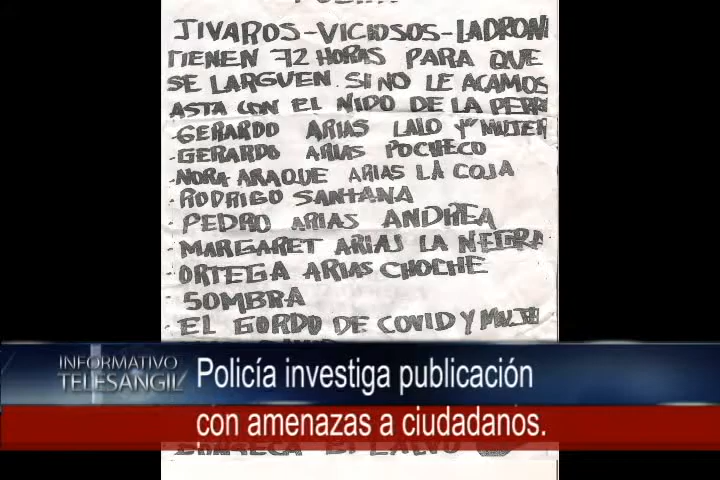 JIVAROS-VICIOSOS-LADRON
TIENEN 72 HORAS PARA QUE
SE LARGUEN. SI NO LE ACAMOS
ASTA CON EL NIDO DE LA PERR
-GERARDO ARIAS LALO Y MUJER
-GERARDO ARIAS POCHECO
-NORA ARAQUE ARIAS LA COJA
-RODRIGO SANTANA
-PEDRO ARIAS ANDREA
-MARGARET ARIAS LA NEGRA
-ORTEGA ARIAS CHOCHE
-SOMBRA
-EL GORDO DE COVID Y MUJE
INFORMATIVO
TELESANGIL
Policía investiga publicación
con amenazas a ciudadanos.